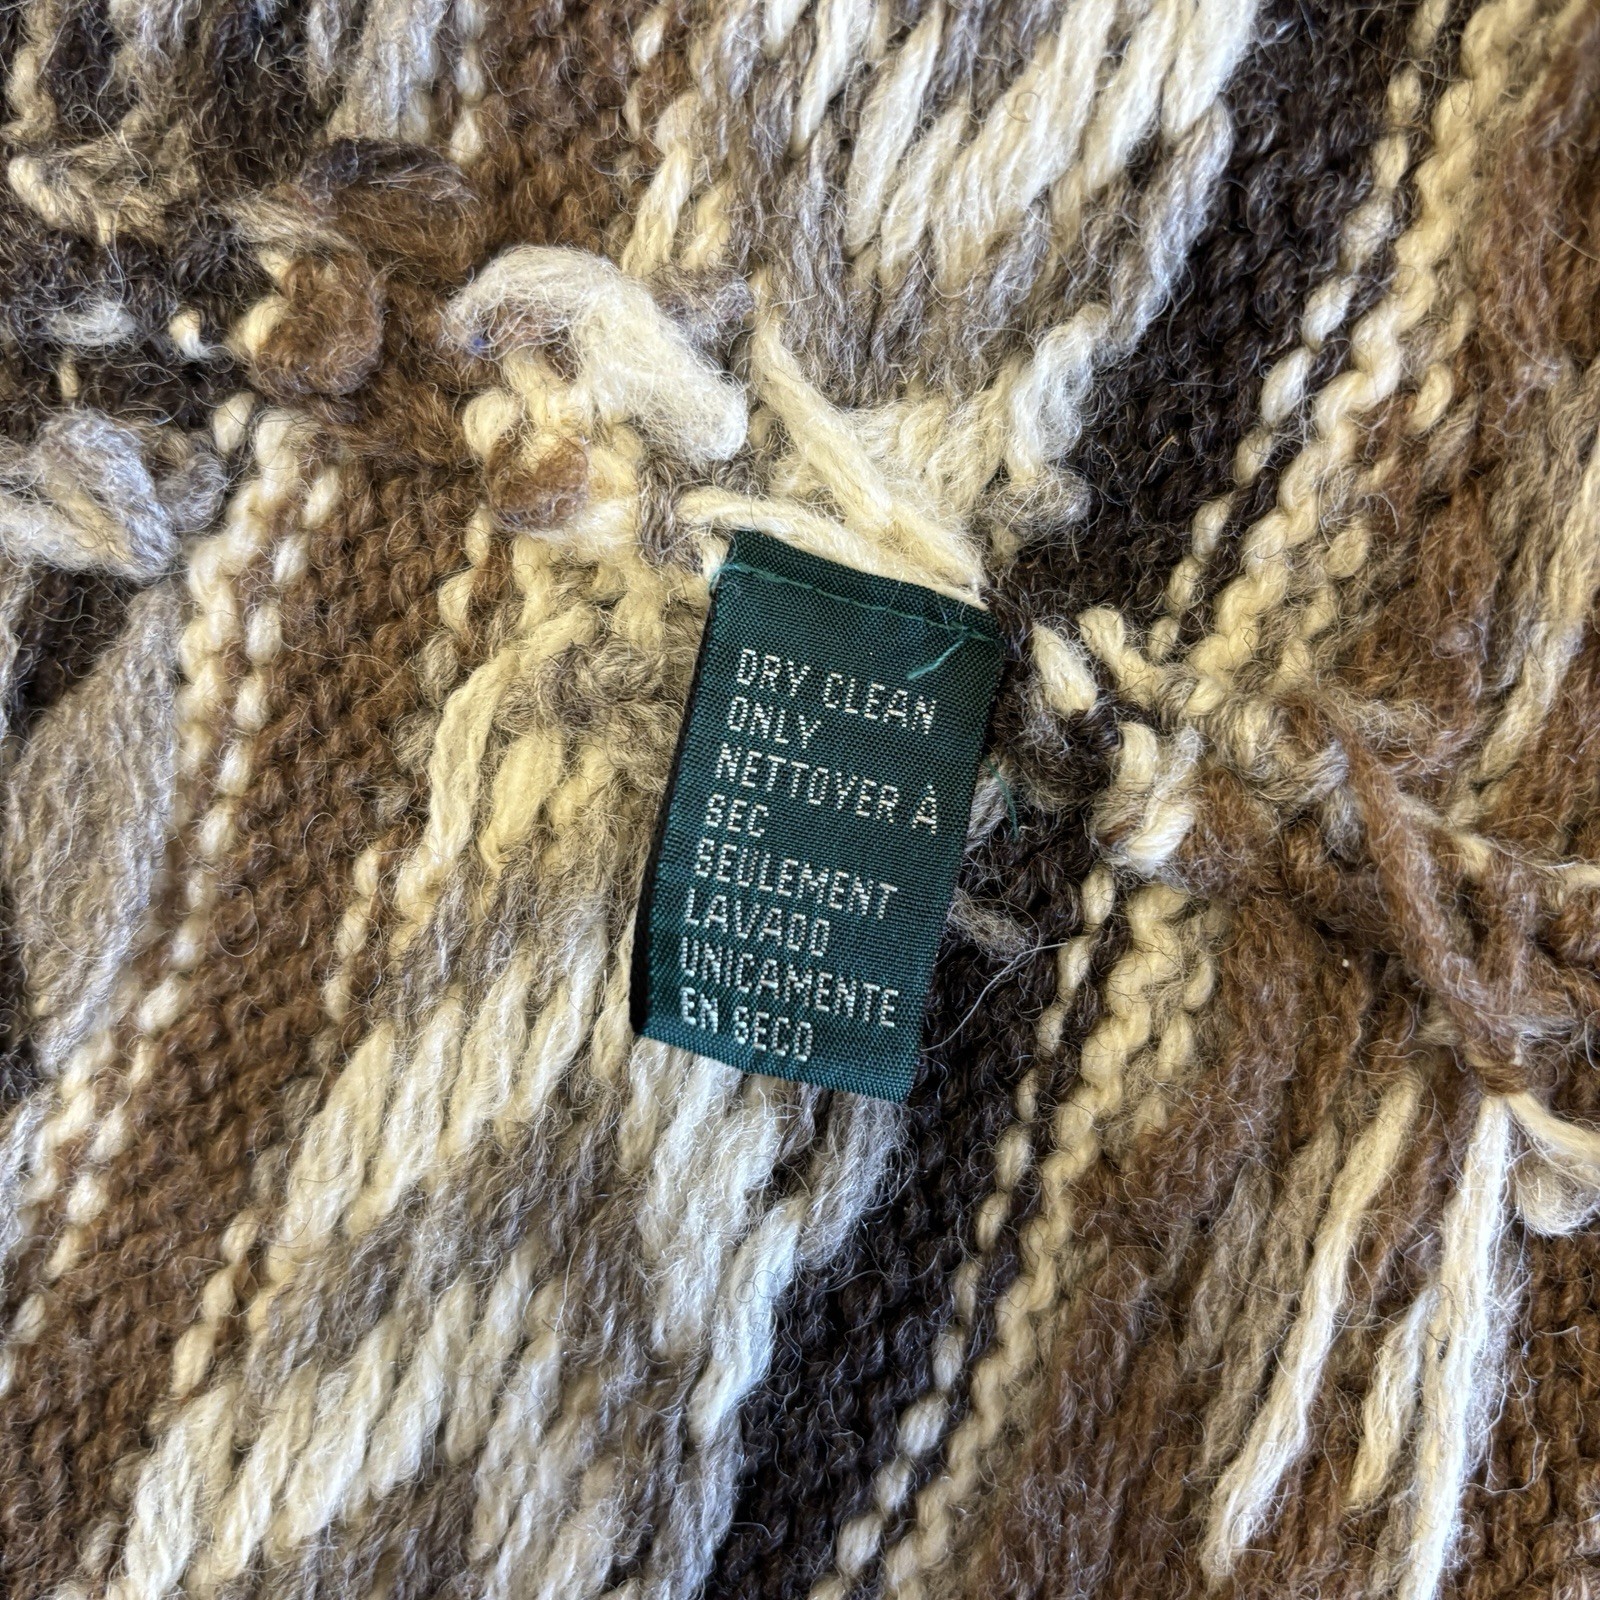 DRY CLEAN
ONLY
NETTOYER À
SEC
SEULEMENT
LAVADO
UNICAMENTE
EN SECO